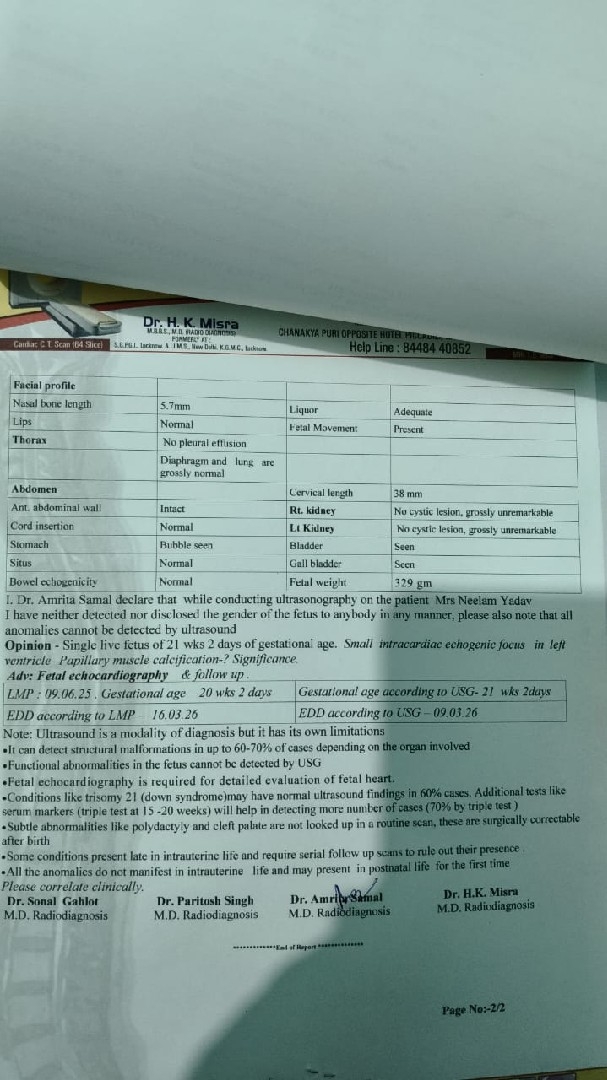 Dr. H. K. Misra
M.B.B.S., M.D. RADIO DIAGNOSIS
FORMERLY AT:
S.G.P.G.I. Lucknow A.I.I.M.S., New Delhi, K.G.M.C. Lucknow
Cardiac C.T. Scan (64 Slice)
CHANAKYA PURI OPPOSITE HOTEL
Help Line : 84484 40852
Facial profile
Nasal bone length 5.7mm Liquor Adequate
Lips Normal Fetal Movement Present
Thorax No pleural effusion
Diaphragm and lung are
grossly normal
Abdomen Cervical length 38 mm
Ant. abdominal wall Intact Rt. kidney No cystic lesion, grossly unremarkable
Cord insertion Normal Lt Kidney No cystic lesion, grossly unremarkable
Stomach Bubble seen Bladder Seen
Situs Normal Gall bladder Seen
Bowel echogenicity Normal Fetal weight 329 gm
I, Dr. Amrita Samal declare that while conducting ultrasonography on the patient Mrs Neelam Yadav
I have neither detected nor disclosed the gender of the fetus to anybody in any manner, please also note that all
anomalies cannot be detected by ultrasound
Opinion - Single live fetus of 21 wks 2 days of gestational age. Small intracardiac echogenic focus in left
ventricle Papillary muscle calcification-? Significance.
Adv: Fetal echocardiography & follow up.
LMP : 09.06.25. Gestational age 20 wks 2 days Gestational age according to USG- 21 wks 2days
EDD according to LMP 16.03.26 EDD according to USG – 09.03.26
Note: Ultrasound is a modality of diagnosis but it has its own limitations
•It can detect structural malformations in up to 60-70% of cases depending on the organ involved
•Functional abnormalities in the fetus cannot be detected by USG
•Fetal echocardiography is required for detailed evaluation of fetal heart.
•Conditions like trisomy 21 (down syndrome)may have normal ultrasound findings in 60% cases. Additional tests like
serum markers (triple test at 15 -20 weeks) will help in detecting more number of cases (70% by triple test )
•Subtle abnormalities like polydactyly and cleft palate are not looked up in a routine scan, these are surgically correctable
after birth
•Some conditions present late in intrauterine life and require serial follow up scans to rule out their presence
•All the anomalies do not manifest in intrauterine life and may present in postnatal life for the first time
Please correlate clinically.
Dr. Sonal Gahlot Dr. Paritosh Singh Dr. Amrita Samal Dr. H.K. Misra
M.D. Radiodiagnosis M.D. Radiodiagnosis M.D. Radiodiagnosis M.D. Radiodiagnosis
**************End of Report **************
Page No:-2/2